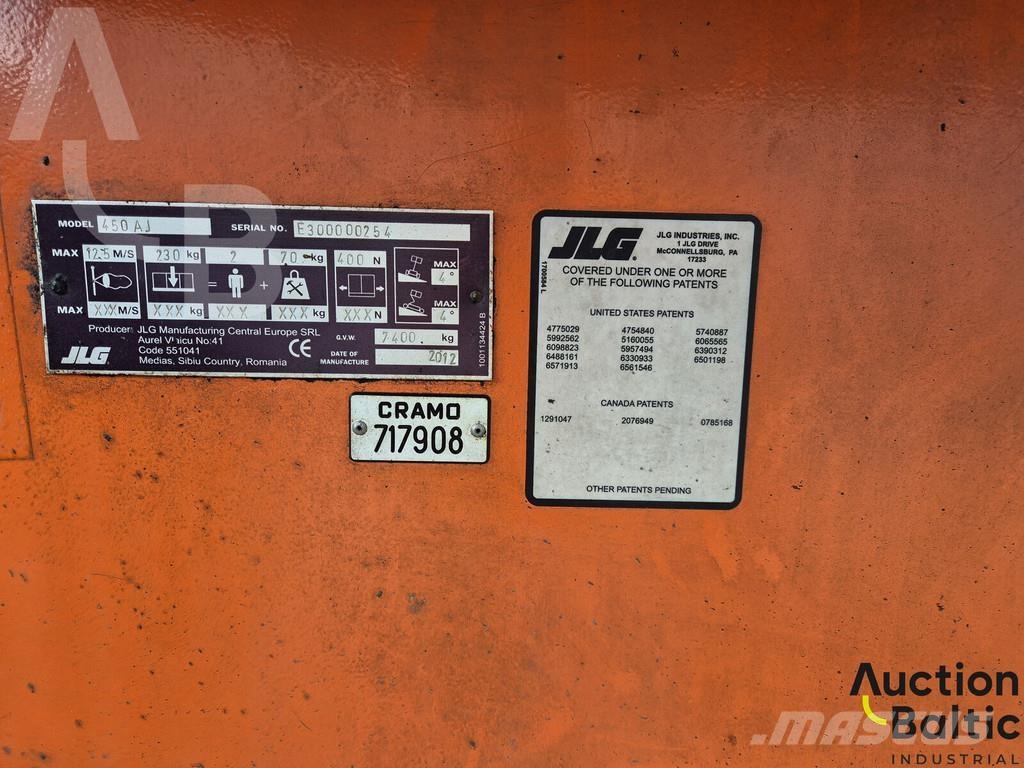 MODEL 450 AJ SERIAL NO. E300000254
MAX 12.5 M/S 230 kg 2 70 kg 400 N MAX 4°
= + MAX 4°
MAX XXX M/S XXX kg XXX XXX kg XXX N
Producer: JLG Manufacturing Central Europe SRL
Aurel Vlaicu No:41
Code 551041
Medias, Sibiu Country, Romania
JLG
CE
G.V.W. 7400. kg
DATE OF MANUFACTURE 2012
1001134424 B
CRAMO
717908
JLG
JLG INDUSTRIES, INC.
1 JLG DRIVE
McCONNELLSBURG, PA
17233
1700584 L
COVERED UNDER ONE OR MORE
OF THE FOLLOWING PATENTS
UNITED STATES PATENTS
4775029 4754840 5740887
5992562 5160055 6065565
6098823 5957494 6390312
6488161 6330933 6501198
6571913 6561546
CANADA PATENTS
1291047 2076949 0785168
OTHER PATENTS PENDING
A
B
Auction
Baltic
INDUSTRIAL
MASCUS